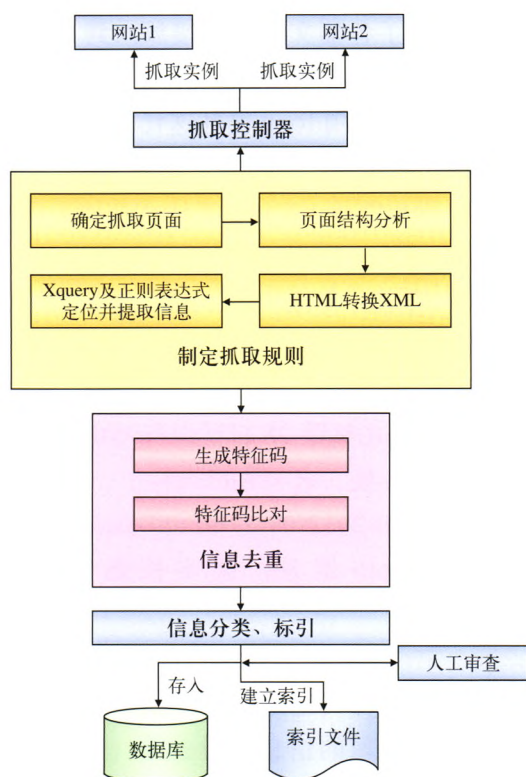 网站1
网站2
抓取实例
抓取实例
抓取控制器
确定抓取页面
页面结构分析
Xquery及正则表达式
定位并提取信息
HTML转换XML
制定抓取规则
生成特征码
特征码比对
信息去重
信息分类、标引
人工审查
存入
建立索引
数据库
索引文件